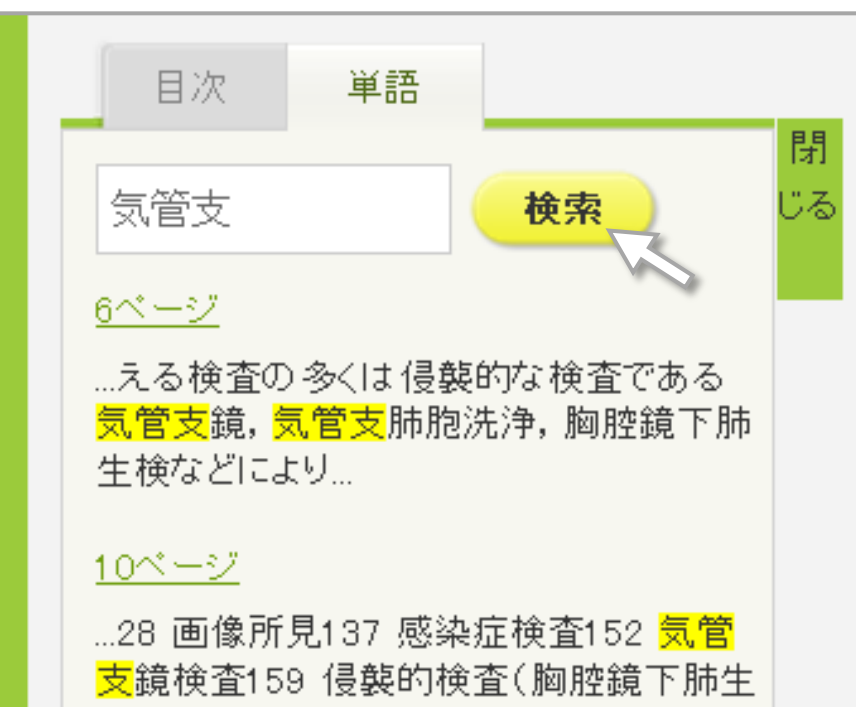 目次
単語
閉
じる
気管支
検索
6ページ
...える検査の多くは侵襲的な検査である
気管支鏡，気管支肺胞洗浄，胸腔鏡下肺
生検などにより...
10ページ
...28 画像所見137 感染症検査152 気管
支鏡検査159 侵襲的検査（胸腔鏡下肺生